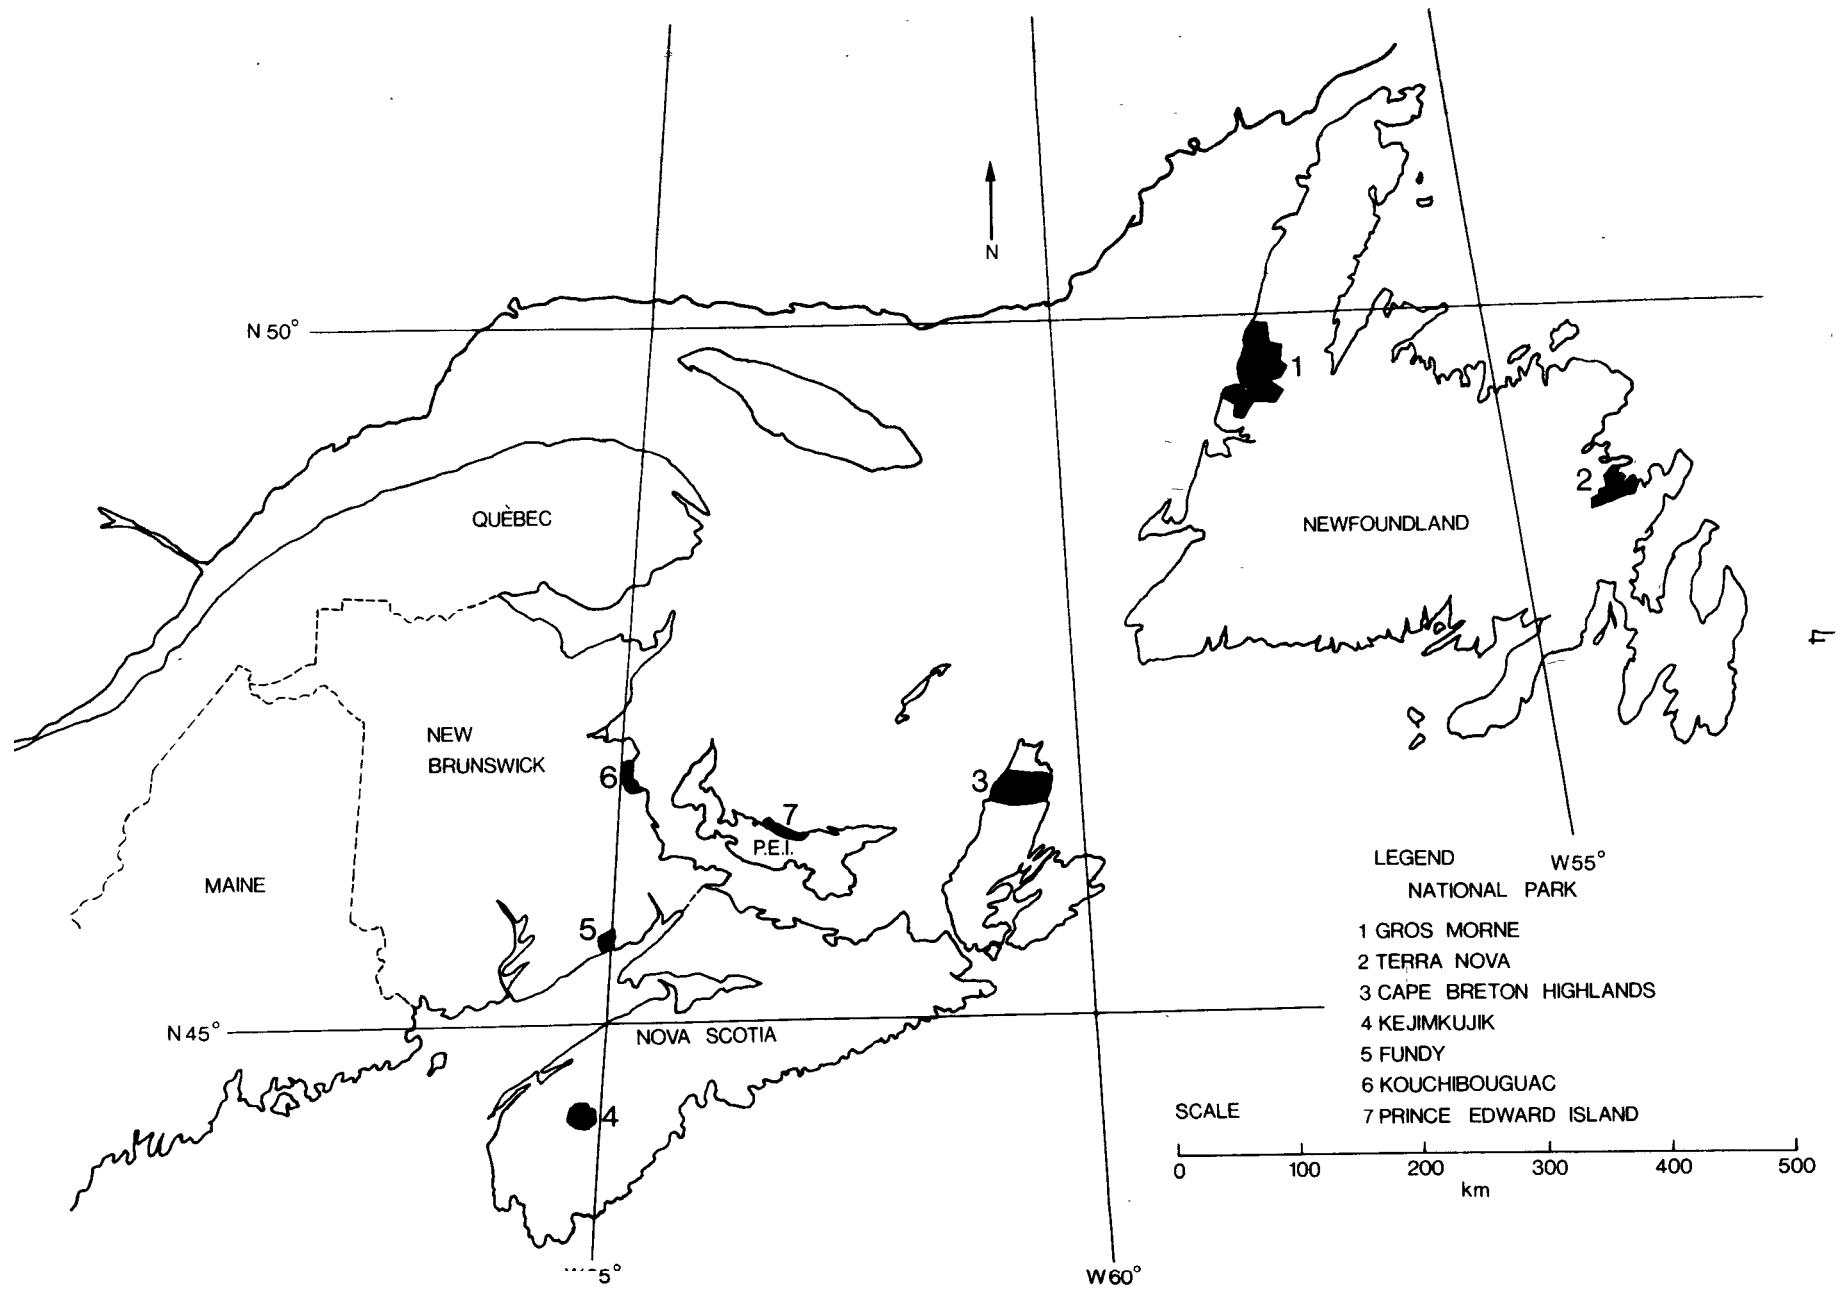 N
N 50°
1
2
QUÈBEC
NEWFOUNDLAND
NEW
BRUNSWICK
6
3
7
P.E.I.
MAINE
5
N 45°
NOVA SCOTIA
4
W 60°
W 55°
LEGEND
NATIONAL PARK
1 GROS MORNE
2 TERRA NOVA
3 CAPE BRETON HIGHLANDS
4 KEJIMKUJIK
5 FUNDY
6 KOUCHIBOUGUAC
7 PRINCE EDWARD ISLAND
SCALE
0 100 200 300 400 500
km